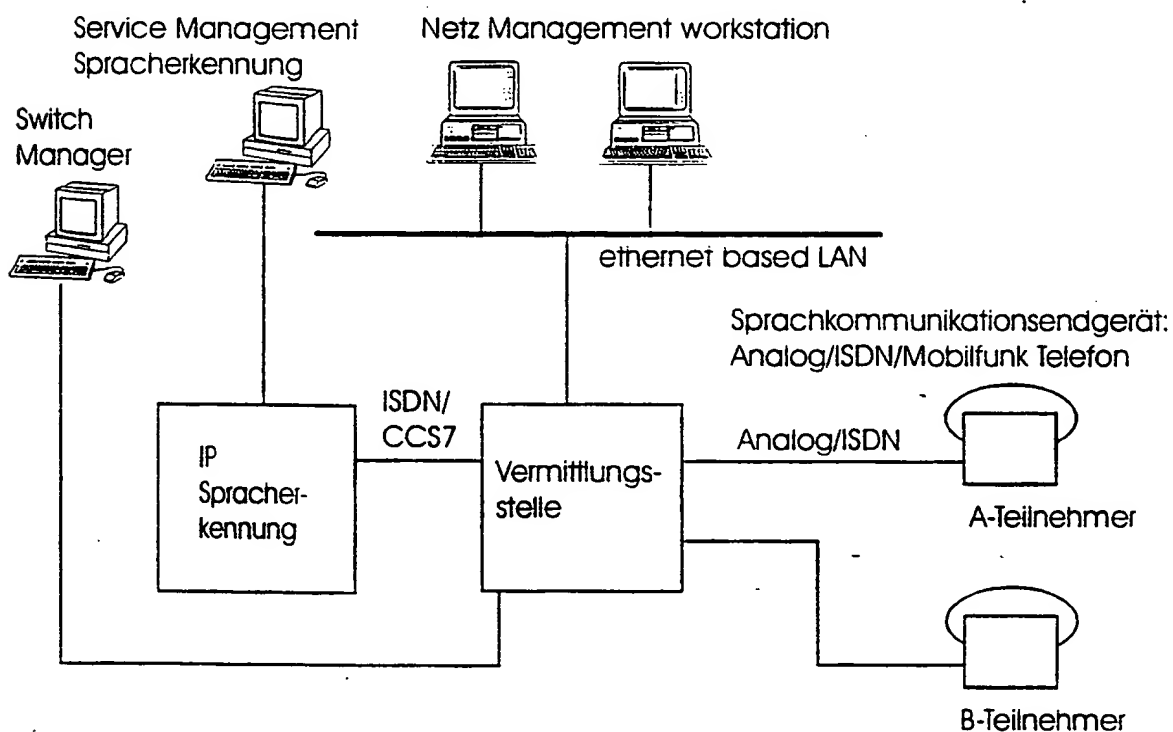 Service Management
Spracherkennung
Netz Management workstation
Switch
Manager
ethernet based LAN
Sprachkommunikationsendgerät:
Analog/ISDN/Mobilfunk Telefon
ISDN/
CCS7
IP
Spracher-
kennung
Vermittlungs-
stelle
Analog/ISDN
A-Teilnehmer
B-Teilnehmer